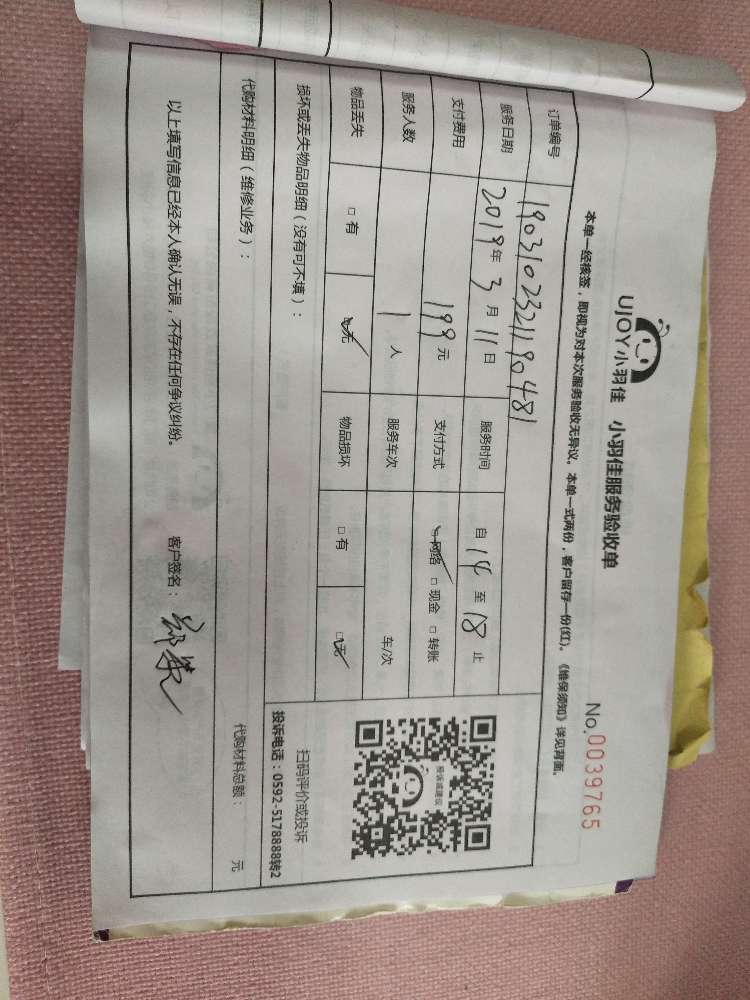 UJOY小羽佳 小羽佳服务验收单
No.0039765
本单一经核签，即视为对本次服务验收无异议。本单一式两份，客户留存一份(红)。《维保须知》详见背面。
订单编号 190310232119048 1
服务日期 2019年3月11日 服务时间 自14至18止
支付费用 199元 支付方式 网络 □现金 □转账
服务人数 1人 服务车次 车/次
物品丢失 □有 □无 物品损坏 □有 □无
投诉或建议
扫码评价或投诉
投诉电话：0592-5178888转2
损坏或丢失物品明细（没有可不填）：
代购材料明细（维修业务）：
代购材料总额： 元
以上填写信息已经本人确认无误，不存在任何争议纠纷。 客户签名：